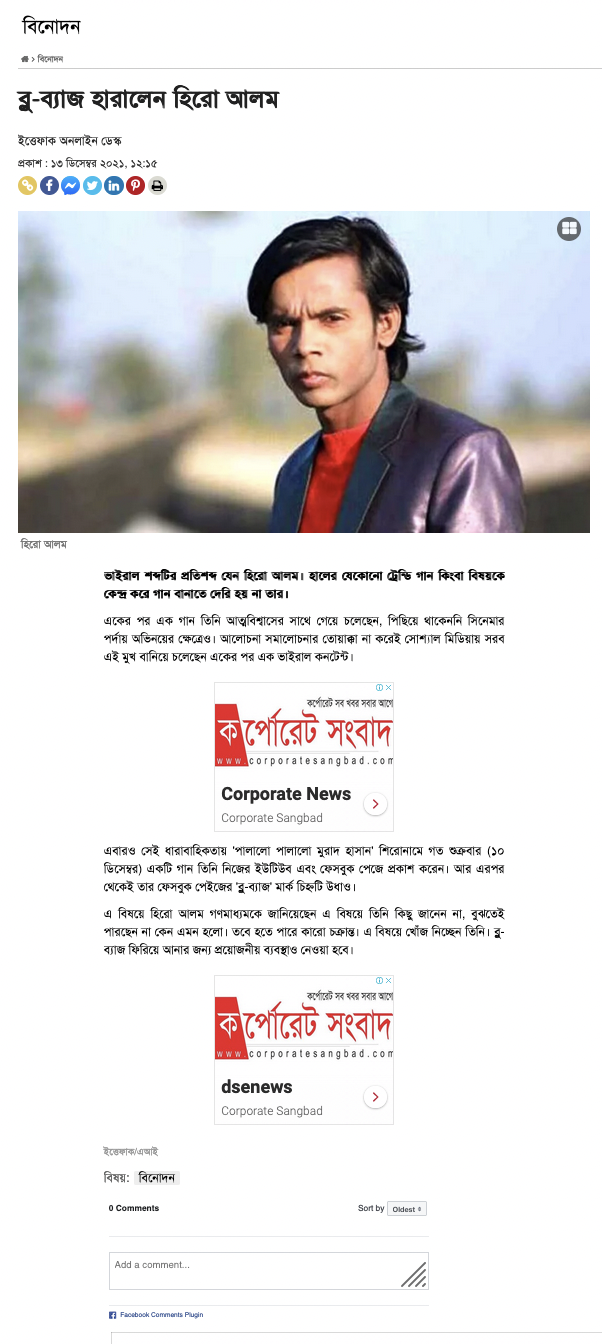 বিনোদন
› বিনোদন
ব্লু-ব্যাজ হারালেন হিরো আলম
ইত্তেফাক অনলাইন ডেস্ক
প্রকাশ : ১৩ ডিসেম্বর ২০২১, ১২:১৫
হিরো আলম
ভাইরাল শব্দটির প্রতিশব্দ যেন হিরো আলম। হালের যেকোনো ট্রেন্ডি গান কিংবা বিষয়কে
কেন্দ্র করে গান বানাতে দেরি হয় না তার।
একের পর এক গান তিনি আত্মবিশ্বাসের সাথে গেয়ে চলেছেন, পিছিয়ে থাকেননি সিনেমার
পর্দায় অভিনয়ের ক্ষেত্রেও। আলোচনা সমালোচনার তোয়াক্কা না করেই সোশ্যাল মিডিয়ায় সরব
এই মুখ বানিয়ে চলেছেন একের পর এক ভাইরাল কনটেন্ট।
কর্পোরেট সব খবর সবার আগে
কর্পোরেট সংবাদ
www.corporatesangbad.com
Corporate News
Corporate Sangbad
এবারও সেই ধারাবাহিকতায় 'পালালো পালালো মুরাদ হাসান' শিরোনামে গত শুক্রবার (১০
ডিসেম্বর) একটি গান তিনি নিজের ইউটিউব এবং ফেসবুক পেজে প্রকাশ করেন। আর এরপর
থেকেই তার ফেসবুক পেইজের 'ব্লু-ব্যাজ' মার্ক চিহ্নটি উধাও।
এ বিষয়ে হিরো আলম গণমাধ্যমকে জানিয়েছেন এ বিষয়ে তিনি কিছু জানেন না, বুঝতেই
পারছেন না কেন এমন হলো। তবে হতে পারে কারো চক্রান্ত। এ বিষয়ে খোঁজ নিচ্ছেন তিনি। ব্লু-
ব্যাজ ফিরিয়ে আনার জন্য প্রয়োজনীয় ব্যবস্থাও নেওয়া হবে।
কর্পোরেট সব খবর সবার আগে
কর্পোরেট সংবাদ
www.corporatesangbad.com
dsenews
Corporate Sangbad
ইত্তেফাক/এআই
বিষয়: বিনোদন
0 Comments Sort by Oldest
Add a comment...
Facebook Comments Plugin